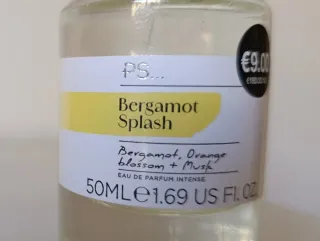 PS...
€9.00
Bergamot
Splash
Bergamot, Orange
blossom + Musk
EAU DE PARFUM INTENSE
50ML ℮ 1.69 US FL. OZ.